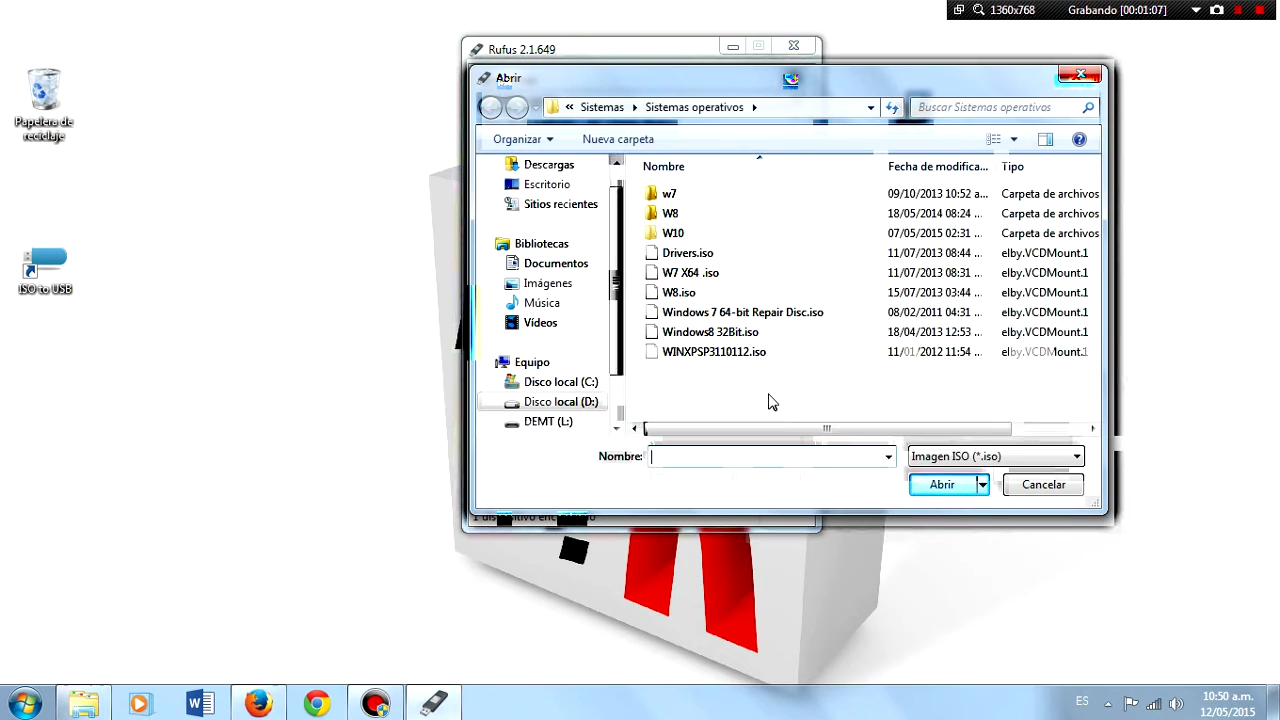 1360x768 Grabando [00:01:07]
Papelera de
reciclaje
ISO to USB
Rufus 2.1.649
Abrir
« Sistemas Sistemas operativos Buscar Sistemas operativos
Organizar Nueva carpeta
Descargas
Escritorio
Sitios recientes
Bibliotecas
Documentos
Imágenes
Música
Vídeos
Equipo
Disco local (C:)
Disco local (D:)
DEMT (L:)
Nombre Fecha de modifica... Tipo
w7 09/10/2013 10:52 a... Carpeta de archivos
W8 18/05/2014 08:24 ... Carpeta de archivos
W10 07/05/2015 02:31 ... Carpeta de archivos
Drivers.iso 11/07/2013 08:44 ... elby.VCDMount.1
W7 X64 .iso 11/07/2013 08:31 ... elby.VCDMount.1
W8.iso 15/07/2013 03:44 ... elby.VCDMount.1
Windows 7 64-bit Repair Disc.iso 08/02/2011 04:31 ... elby.VCDMount.1
Windows8 32Bit.iso 18/04/2013 12:53 ... elby.VCDMount.1
WINXPSP3110112.iso 11/01/2012 11:54 ... elby.VCDMount.1
Nombre: Imagen ISO (*.iso)
Abrir Cancelar
1 dispositivo
ES
10:50 a.m.
12/05/2015